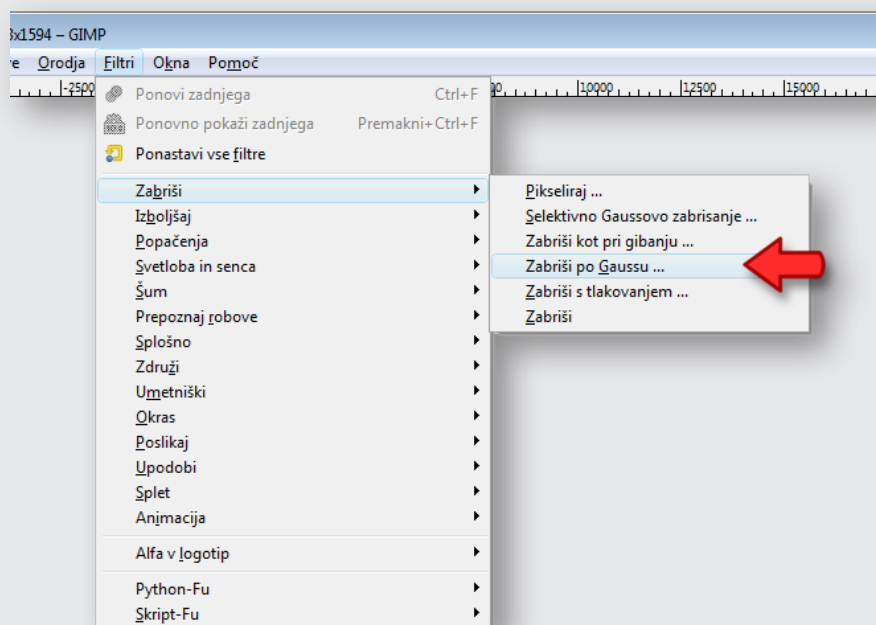 3x1594 – GIMP
ve Orodja Filtri Okna Pomoč
-2500 10000 12500 15000
Ponovi zadnjega Ctrl+F
Ponovno pokaži zadnjega Premakni+Ctrl+F
Ponastavi vse filtre
Zabriši
Izboljšaj
Popačenja
Svetloba in senca
Šum
Prepoznaj robove
Splošno
Združi
Umetniški
Okras
Poslikaj
Upodobi
Splet
Animacija
Alfa v logotip
Python-Fu
Skript-Fu
Pikseliraj ...
Selektivno Gaussovo zabrisanje ...
Zabriši kot pri gibanju ...
Zabriši po Gaussu ...
Zabriši s tlakovanjem ...
Zabriši